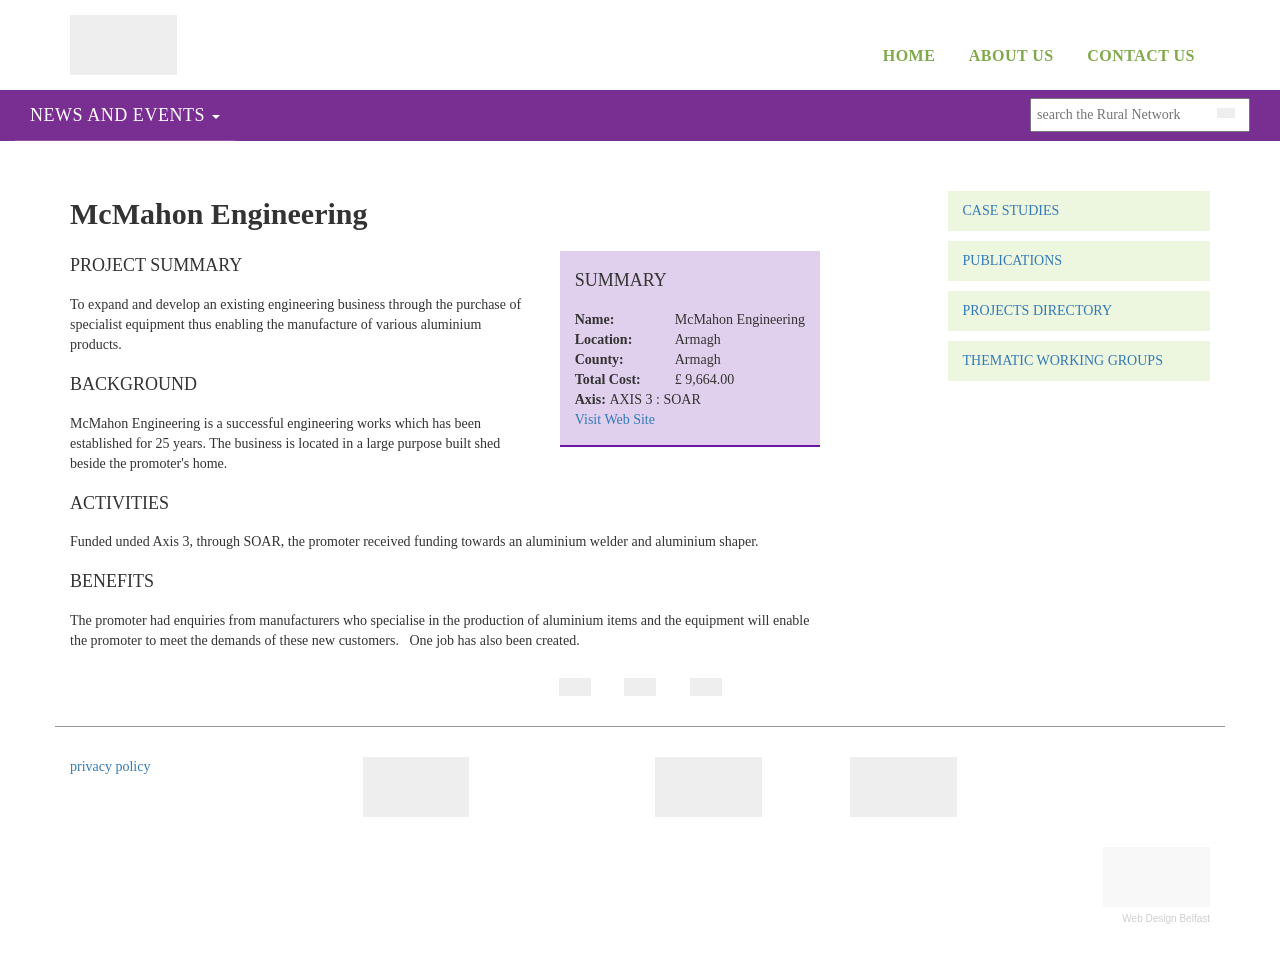 HOME ABOUT US CONTACT US
NEWS AND EVENTS
search the Rural Network
McMahon Engineering
PROJECT SUMMARY
To expand and develop an existing engineering business through the purchase of
specialist equipment thus enabling the manufacture of various aluminium
products.
BACKGROUND
McMahon Engineering is a successful engineering works which has been
established for 25 years. The business is located in a large purpose built shed
beside the promoter's home.
SUMMARY
Name: McMahon Engineering
Location: Armagh
County: Armagh
Total Cost: £ 9,664.00
Axis: AXIS 3 : SOAR
Visit Web Site
ACTIVITIES
Funded unded Axis 3, through SOAR, the promoter received funding towards an aluminium welder and aluminium shaper.
BENEFITS
The promoter had enquiries from manufacturers who specialise in the production of aluminium items and the equipment will enable
the promoter to meet the demands of these new customers.   One job has also been created.
CASE STUDIES
PUBLICATIONS
PROJECTS DIRECTORY
THEMATIC WORKING GROUPS
privacy policy
Web Design Belfast